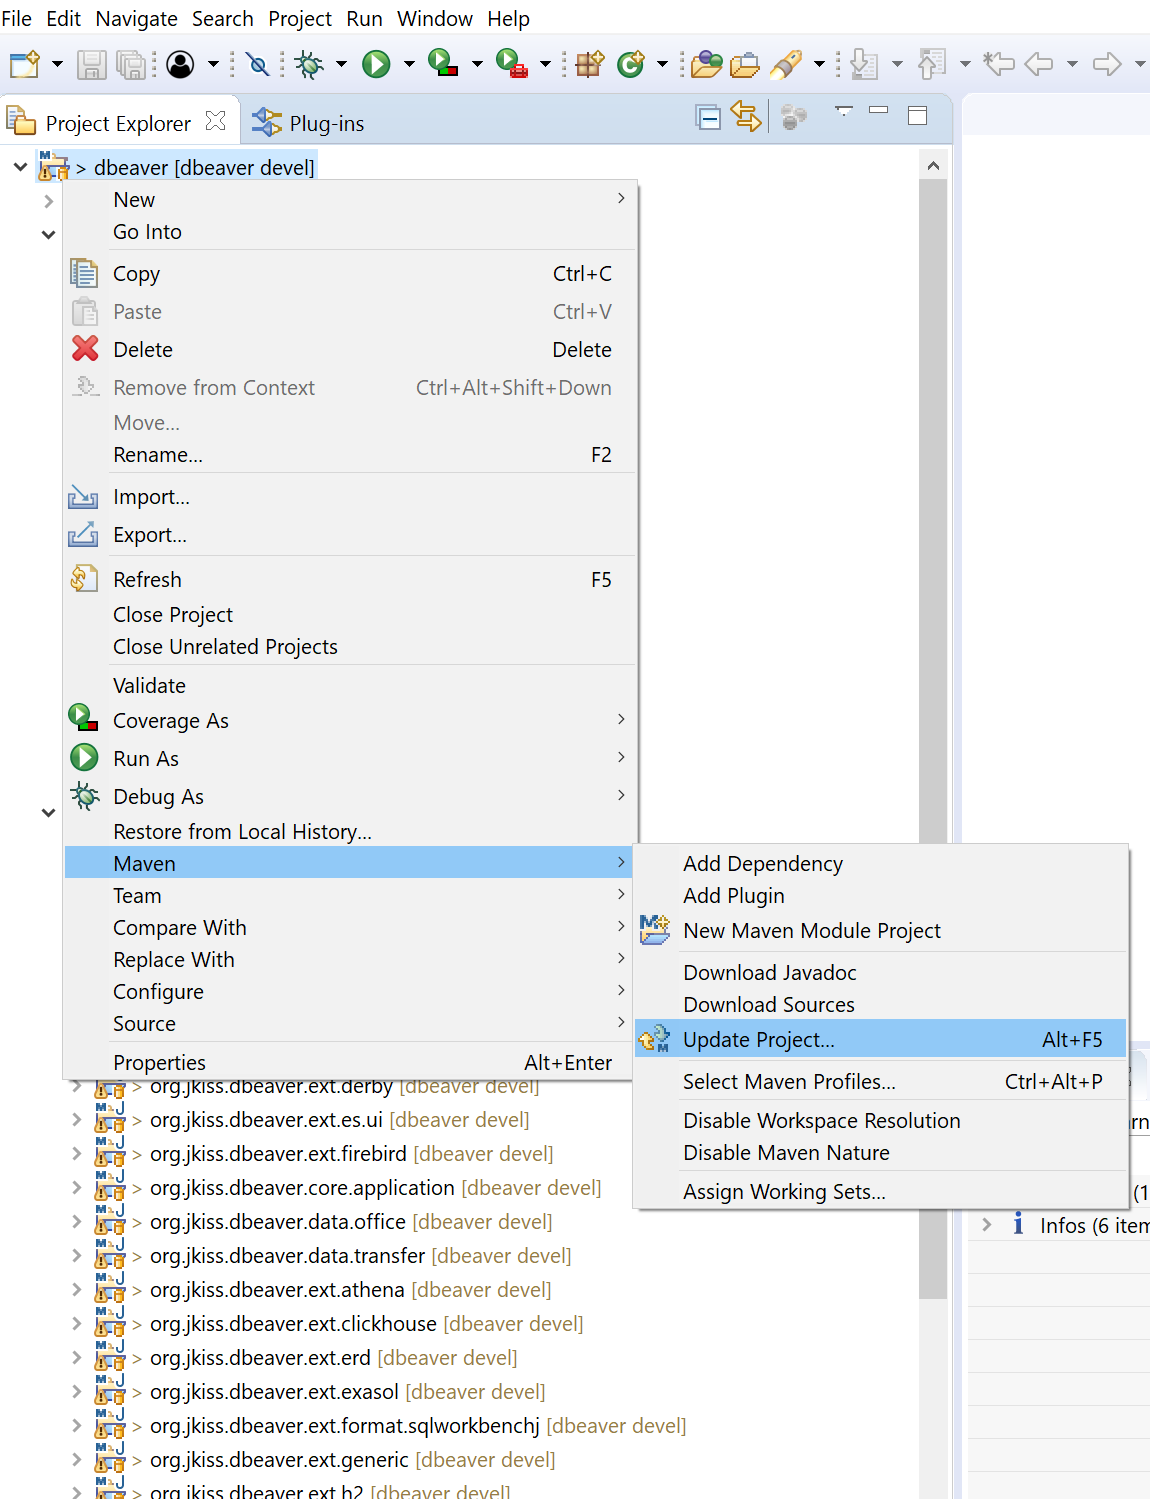 File Edit Navigate Search Project Run Window Help
Project Explorer
Plug-ins
> dbeaver [dbeaver devel]
New
Go Into
Copy Ctrl+C
Paste Ctrl+V
Delete Delete
Remove from Context Ctrl+Alt+Shift+Down
Move...
Rename... F2
Import...
Export...
Refresh F5
Close Project
Close Unrelated Projects
Validate
Coverage As
Run As
Debug As
Restore from Local History...
Maven
Team
Compare With
Replace With
Configure
Source
Properties Alt+Enter
Add Dependency
Add Plugin
New Maven Module Project
Download Javadoc
Download Sources
Update Project... Alt+F5
Select Maven Profiles... Ctrl+Alt+P
Disable Workspace Resolution
Disable Maven Nature
Assign Working Sets...
(1
Infos (6 item
> org.jkiss.dbeaver.ext.derby [dbeaver devel]
> org.jkiss.dbeaver.ext.es.ui [dbeaver devel]
> org.jkiss.dbeaver.ext.firebird [dbeaver devel]
> org.jkiss.dbeaver.core.application [dbeaver devel]
> org.jkiss.dbeaver.data.office [dbeaver devel]
> org.jkiss.dbeaver.data.transfer [dbeaver devel]
> org.jkiss.dbeaver.ext.athena [dbeaver devel]
> org.jkiss.dbeaver.ext.clickhouse [dbeaver devel]
> org.jkiss.dbeaver.ext.erd [dbeaver devel]
> org.jkiss.dbeaver.ext.exasol [dbeaver devel]
> org.jkiss.dbeaver.ext.format.sqlworkbenchj [dbeaver devel]
> org.jkiss.dbeaver.ext.generic [dbeaver devel]
> org.jkiss.dbeaver.ext.h2 [dbeaver devel]